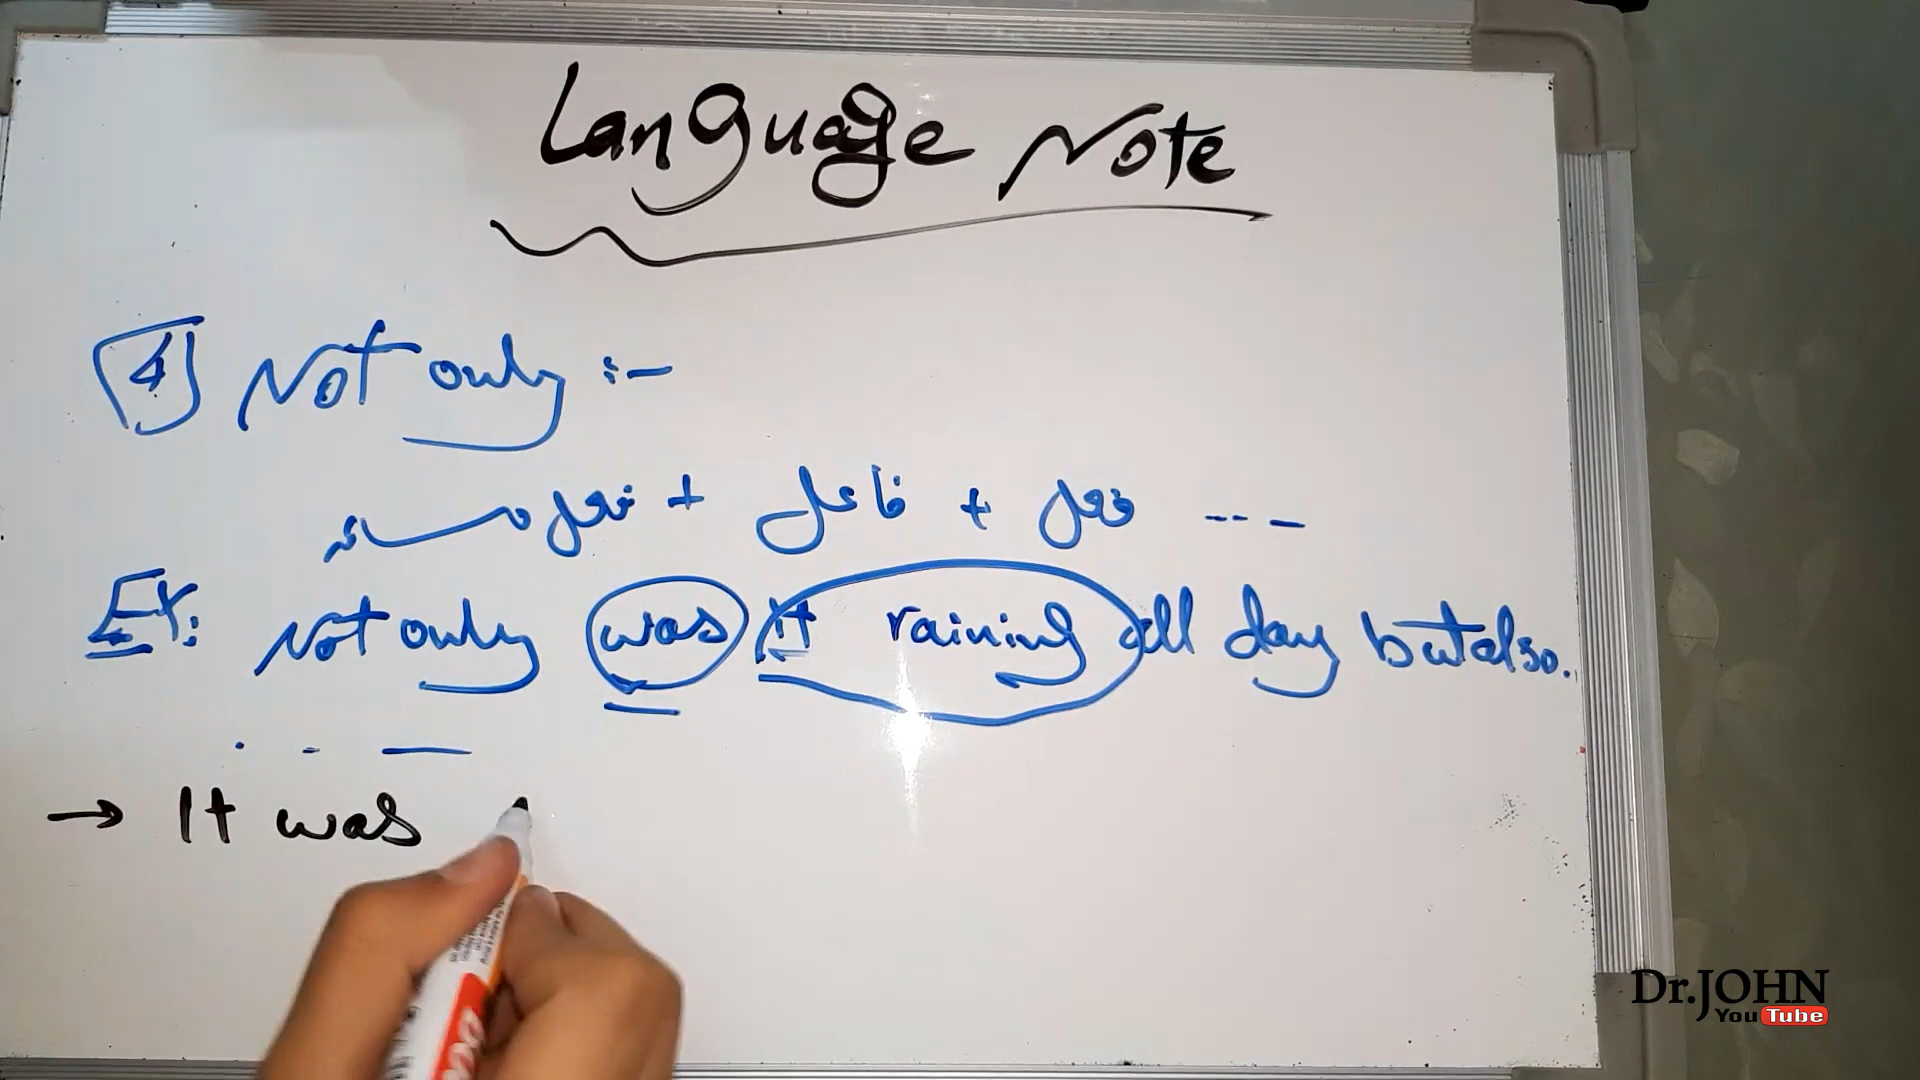 Language Note
4 Not only :-
فعل مساعد + فاعل + فعل ...
Ex: Not only was it raining all day but also.
. . _
→ It was
Dr.JOHN
YouTube